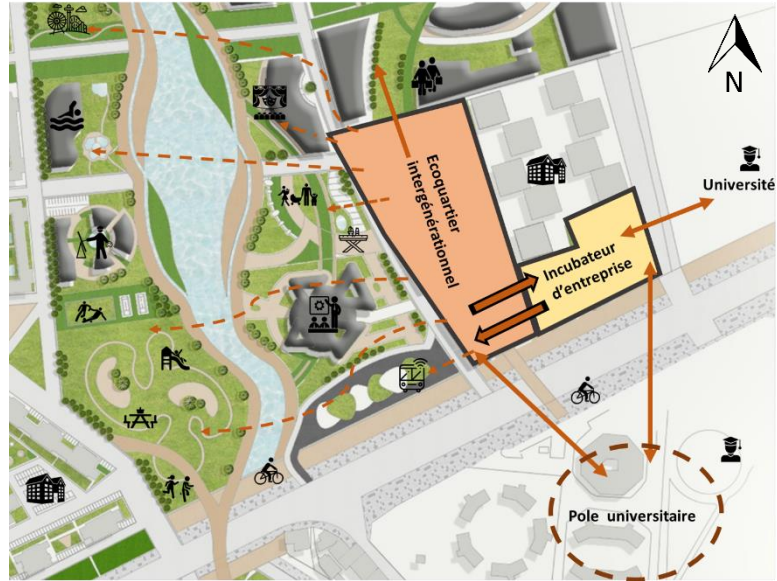 N
Université
Ecoquartier
intergénérationnel
Incubateur
d'entreprise
Pole universitaire